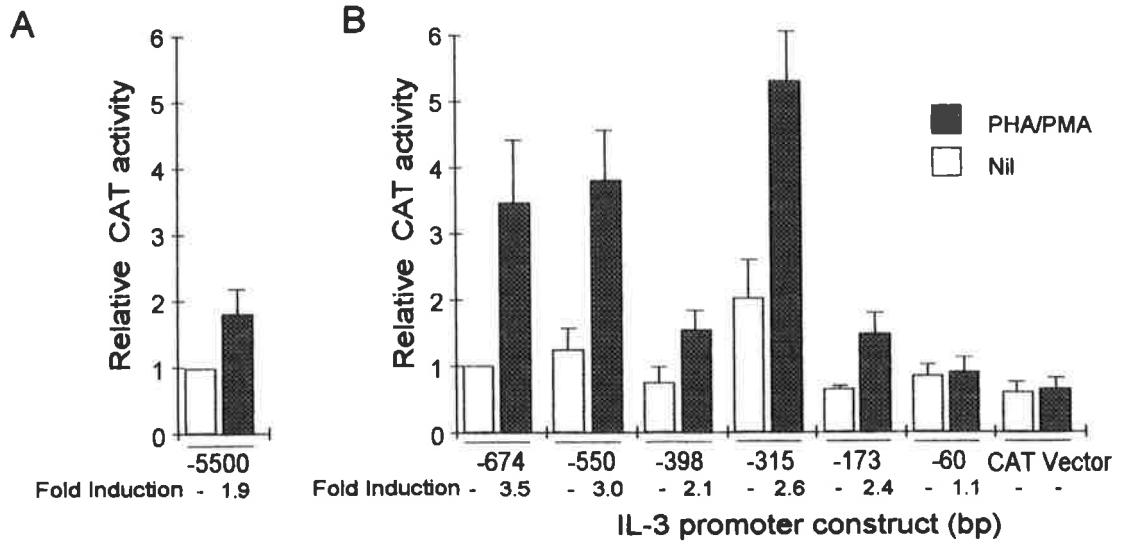 A
Relative CAT activity
6
5
4
3
2
1
0
-5500
Fold Induction - 1.9
B
Relative CAT activity
6
5
4
3
2
1
0
PHA/PMA
Nil
-674 -550 -398 -315 -173 -60 CAT Vector
Fold Induction - 3.5 - 3.0 - 2.1 - 2.6 - 2.4 - 1.1 - -
IL-3 promoter construct (bp)